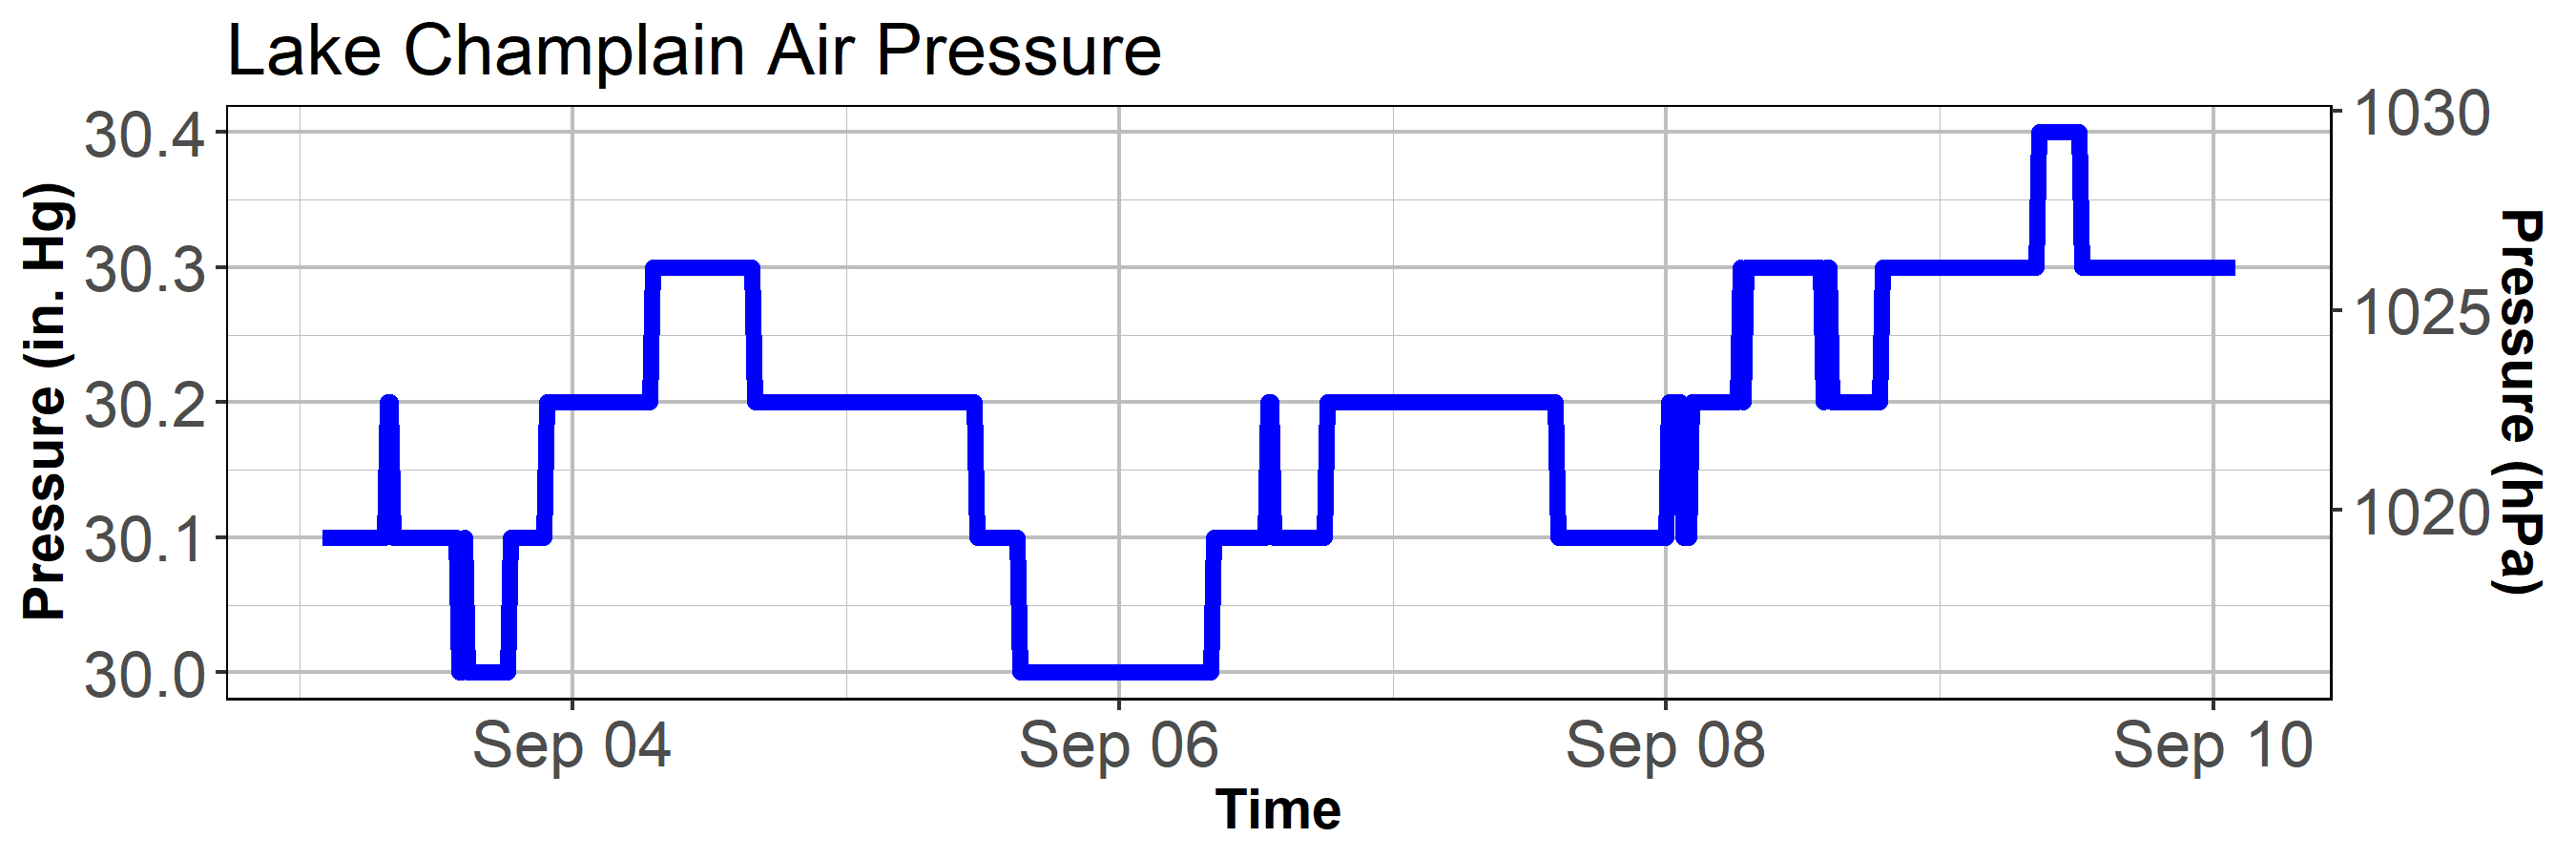 Lake Champlain Air Pressure
Pressure (in. Hg)
30.4
30.3
30.2
30.1
30.0
1030
1025
1020
Pressure (hPa)
Sep 04 Sep 06 Sep 08 Sep 10
Time